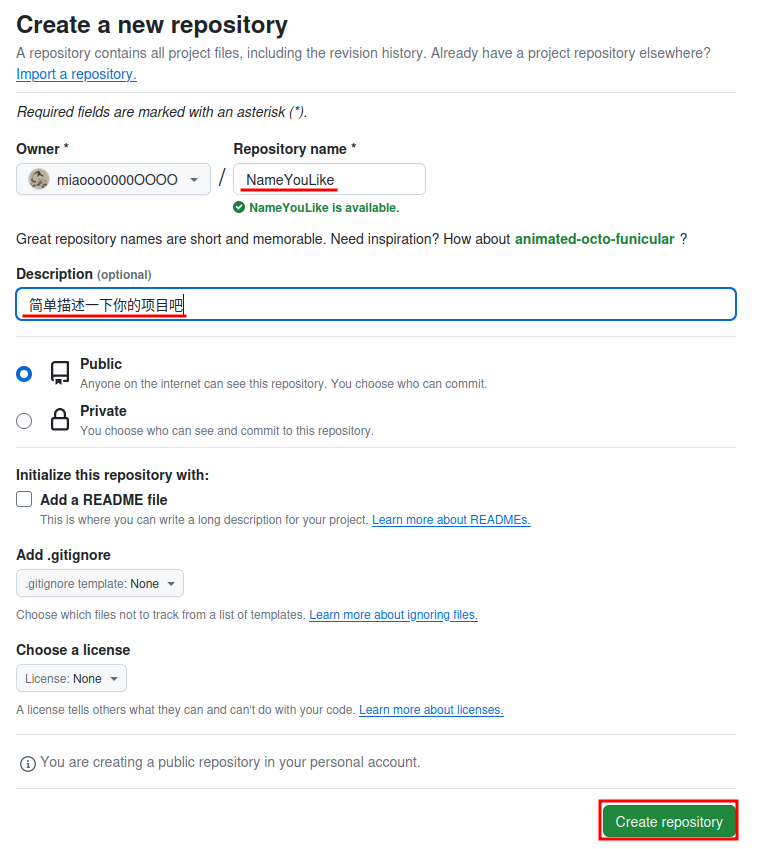 Create a new repository
A repository contains all project files, including the revision history. Already have a project repository elsewhere?
Import a repository.
Required fields are marked with an asterisk (*).
Owner * Repository name *
miaooo0000OOOO / NameYouLike
NameYouLike is available.
Great repository names are short and memorable. Need inspiration? How about animated-octo-funicular ?
Description (optional)
简单描述一下你的项目吧
Public
Anyone on the internet can see this repository. You choose who can commit.
Private
You choose who can see and commit to this repository.
Initialize this repository with:
Add a README file
This is where you can write a long description for your project. Learn more about READMEs.
Add .gitignore
.gitignore template: None
Choose which files not to track from a list of templates. Learn more about ignoring files.
Choose a license
License: None
A license tells others what they can and can't do with your code. Learn more about licenses.
You are creating a public repository in your personal account.
Create repository